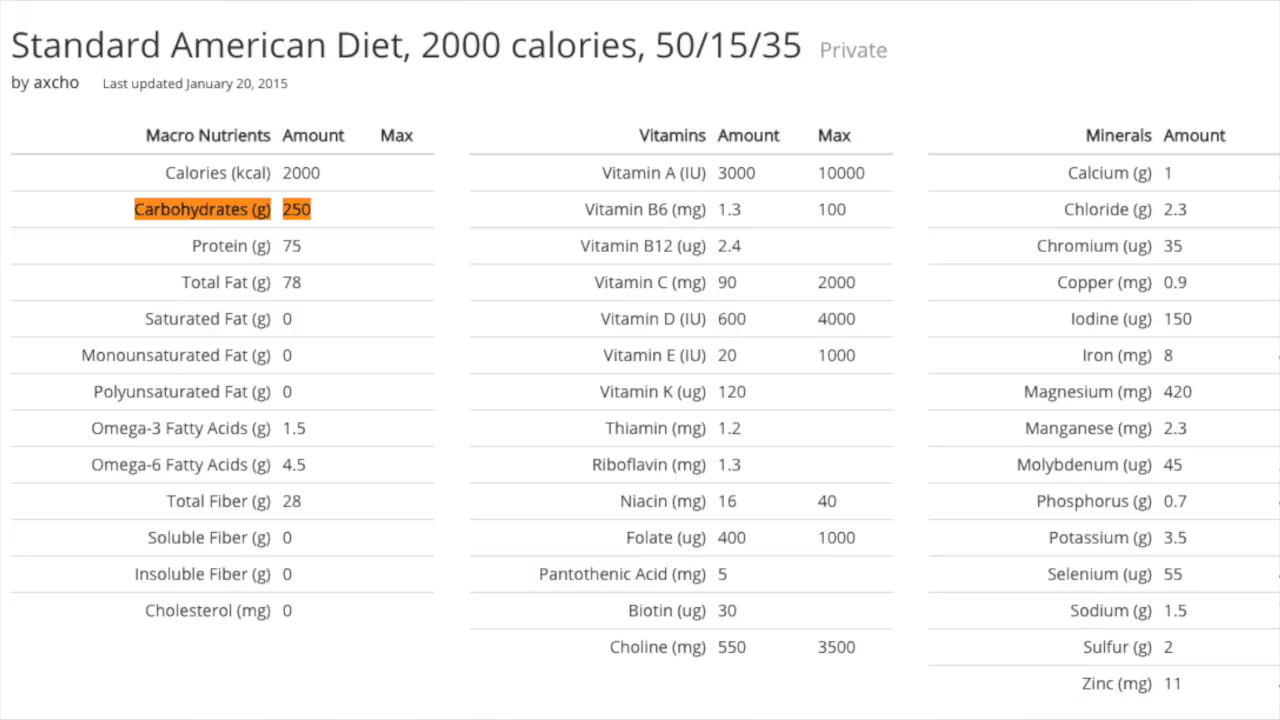 Standard American Diet, 2000 calories, 50/15/35 Private
by axcho Last updated January 20, 2015
Macro Nutrients Amount Max
Calories (kcal) 2000
Carbohydrates (g) 250
Protein (g) 75
Total Fat (g) 78
Saturated Fat (g) 0
Monounsaturated Fat (g) 0
Polyunsaturated Fat (g) 0
Omega-3 Fatty Acids (g) 1.5
Omega-6 Fatty Acids (g) 4.5
Total Fiber (g) 28
Soluble Fiber (g) 0
Insoluble Fiber (g) 0
Cholesterol (mg) 0
Vitamins Amount Max
Vitamin A (IU) 3000 10000
Vitamin B6 (mg) 1.3 100
Vitamin B12 (ug) 2.4
Vitamin C (mg) 90 2000
Vitamin D (IU) 600 4000
Vitamin E (IU) 20 1000
Vitamin K (ug) 120
Thiamin (mg) 1.2
Riboflavin (mg) 1.3
Niacin (mg) 16 40
Folate (ug) 400 1000
Pantothenic Acid (mg) 5
Biotin (ug) 30
Choline (mg) 550 3500
Minerals Amount
Calcium (g) 1
Chloride (g) 2.3
Chromium (ug) 35
Copper (mg) 0.9
Iodine (ug) 150
Iron (mg) 8
Magnesium (mg) 420
Manganese (mg) 2.3
Molybdenum (ug) 45
Phosphorus (g) 0.7
Potassium (g) 3.5
Selenium (ug) 55
Sodium (g) 1.5
Sulfur (g) 2
Zinc (mg) 11